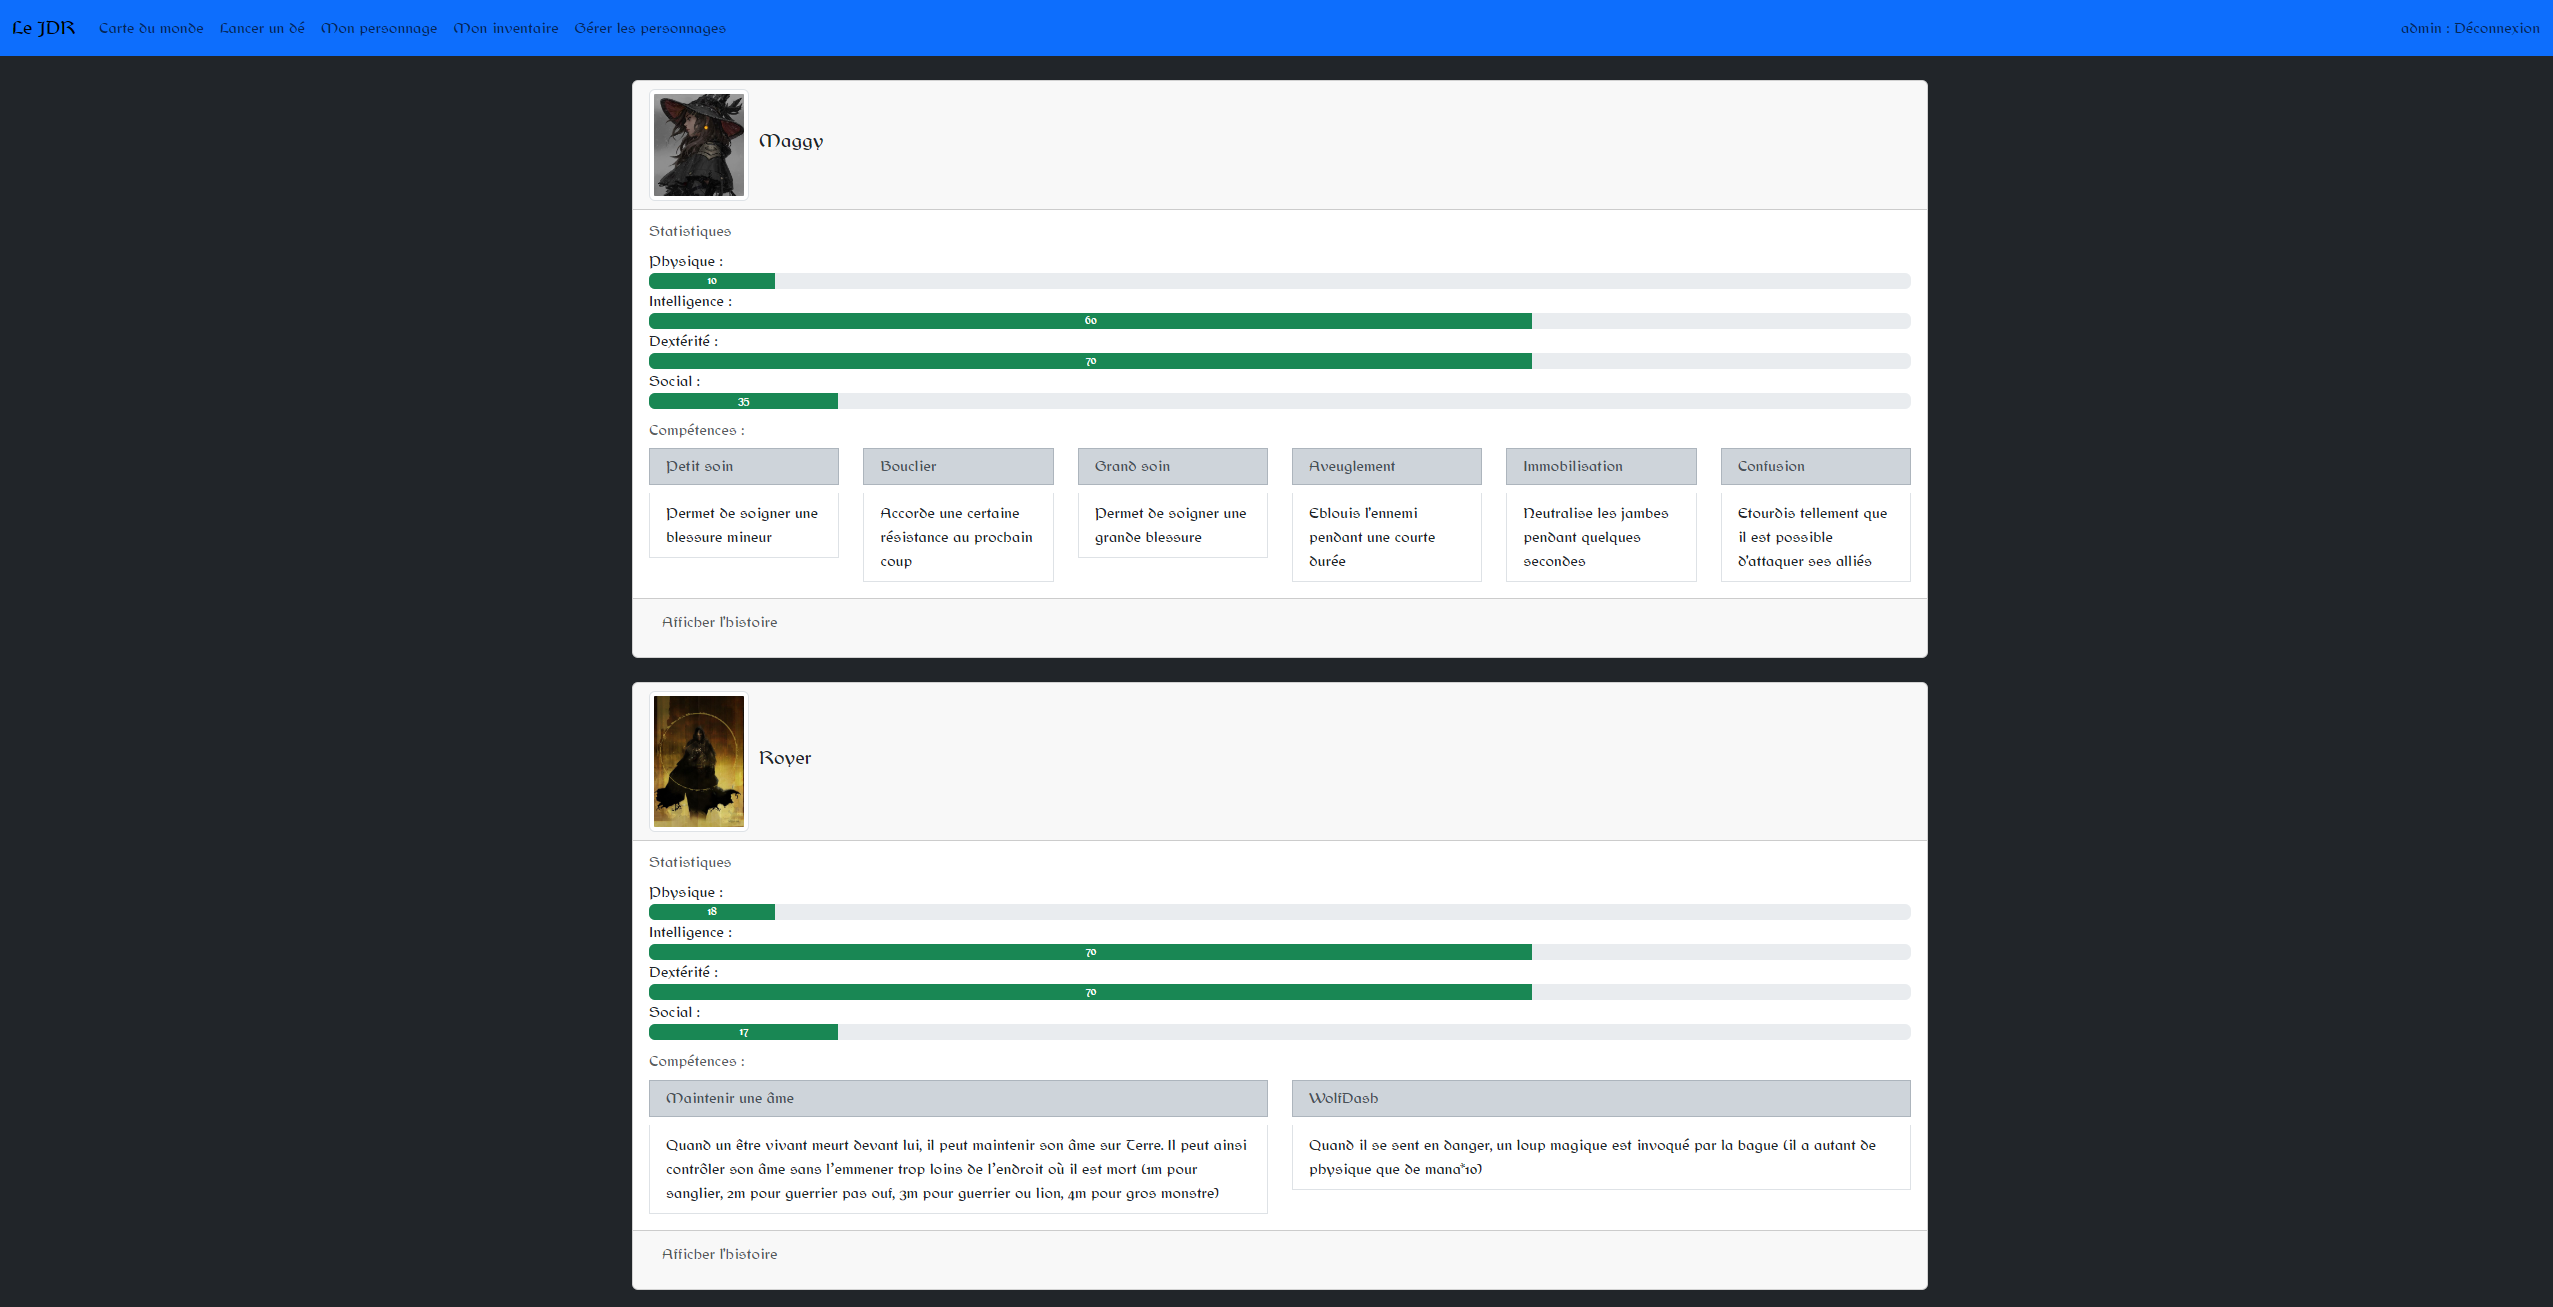 Le JDR Carte du monde Lancer un dé Mon personnage Mon inventaire Gérer les personnages admin : Déconnexion
Maggy
Statistiques
Physique :
10
Intelligence :
60
Dextérité :
70
Social :
35
Compétences :
Petit soin
Permet de soigner une
blessure mineur
Bouclier
Accorde une certaine
résistance au prochain
coup
Grand soin
Permet de soigner une
grande blessure
Aveuglement
Eblouis l'ennemi
pendant une courte
durée
Immobilisation
Neutralise les jambes
pendant quelques
secondes
Confusion
Etourdis tellement que
il est possible
d'attaquer ses alliés
Afficher l'histoire
Royer
Statistiques
Physique :
18
Intelligence :
70
Dextérité :
70
Social :
17
Compétences :
Maintenir une âme
Quand un être vivant meurt devant lui, il peut maintenir son âme sur Terre. Il peut ainsi
contrôler son âme sans l'emmener trop loins de l'endroit où il est mort (1m pour
sanglier, 2m pour guerrier pas ouf, 3m pour guerrier ou lion, 4m pour gros monstre)
WolfDash
Quand il se sent en danger, un loup magique est invoqué par la bague (il a autant de
physique que de mana*10)
Afficher l'histoire